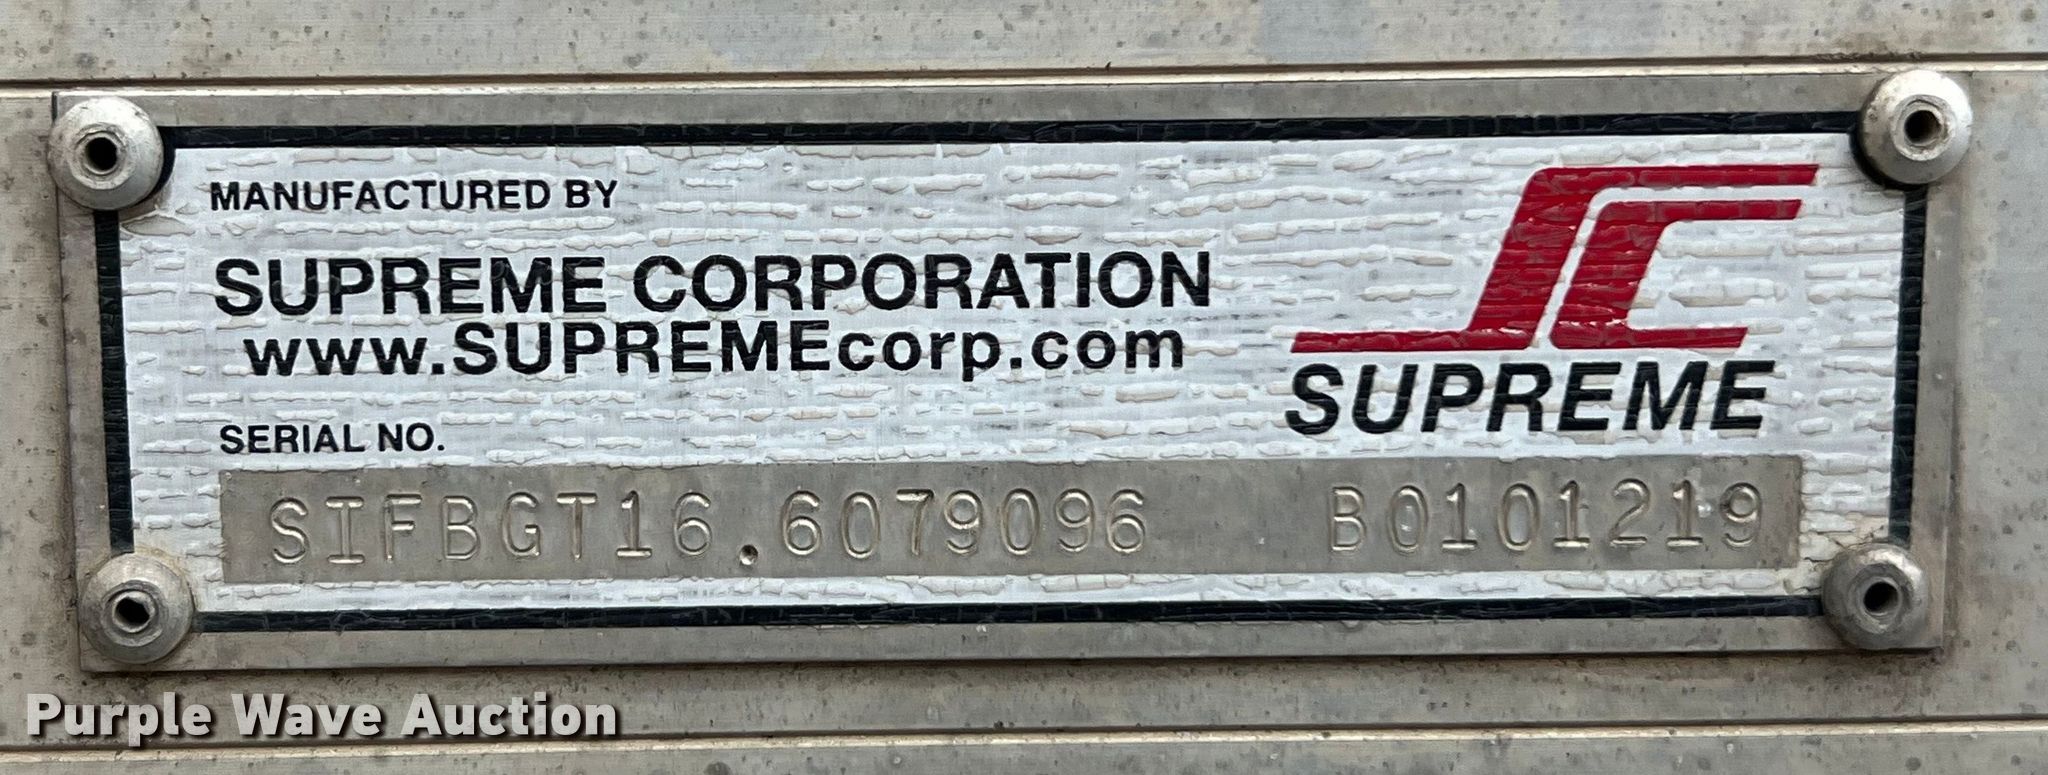 MANUFACTURED BY
SUPREME CORPORATION
www.SUPREMEcorp.com
SUPREME
SERIAL NO.
SIFBGT16.6079096 B0101219
Purple Wave Auction